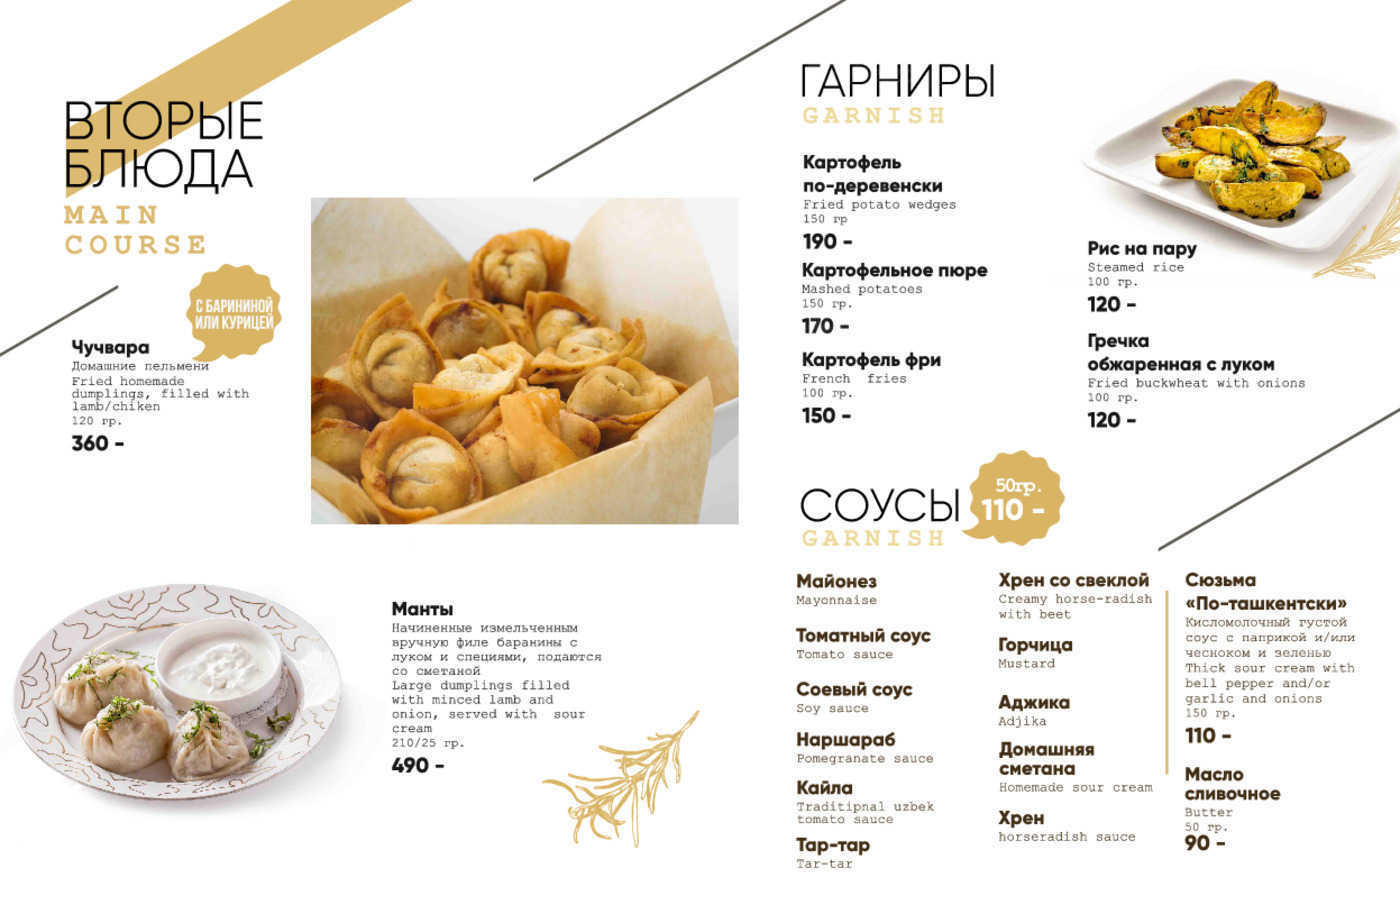 ВТОРЫЕ
БЛЮДА
MAIN
COURSE
С БАРИНИНОЙ
ИЛИ КУРИЦЕЙ
Чучвара
Домашние пельмени
Fried homemade
dumplings, filled with
lamb/chiken
120 гр.
360 -
Манты
Начиненные измельченным
вручную филе баранины с
луком и специями, подаются
со сметаной
Large dumplings filled
with minced lamb and
onion, served with sour
cream
210/25 гр.
490 -
ГАРНИРЫ
GARNISH
Картофель
по-деревенски
Fried potato wedges
150 гр
190 -
Картофельное пюре
Mashed potatoes
150 гр.
170 -
Картофель фри
French fries
100 гр.
150 -
Рис на пару
Steamed rice
100 гр.
120 -
Гречка
обжаренная с луком
Fried buckwheat with onions
100 гр.
120 -
СОУСЫ
GARNISH
50гр.
110 -
Майонез
Mayonnaise
Томатный соус
Tomato sauce
Соевый соус
Soy sauce
Наршараб
Pomegranate sauce
Кайла
Traditipnal uzbek
tomato sauce
Тар-тар
Tar-tar
Хрен со свеклой
Creamy horse-radish
with beet
Горчица
Mustard
Аджика
Adjika
Домашняя
сметана
Homemade sour cream
Хрен
horseradish sauce
Сюзьма
«По-ташкентски»
Кисломолочный густой
соус с паприкой и/или
чесноком и зеленью
Thick sour cream with
bell pepper and/or
garlic and onions
150 гр.
110 -
Масло
сливочное
Butter
50 гр.
90 -